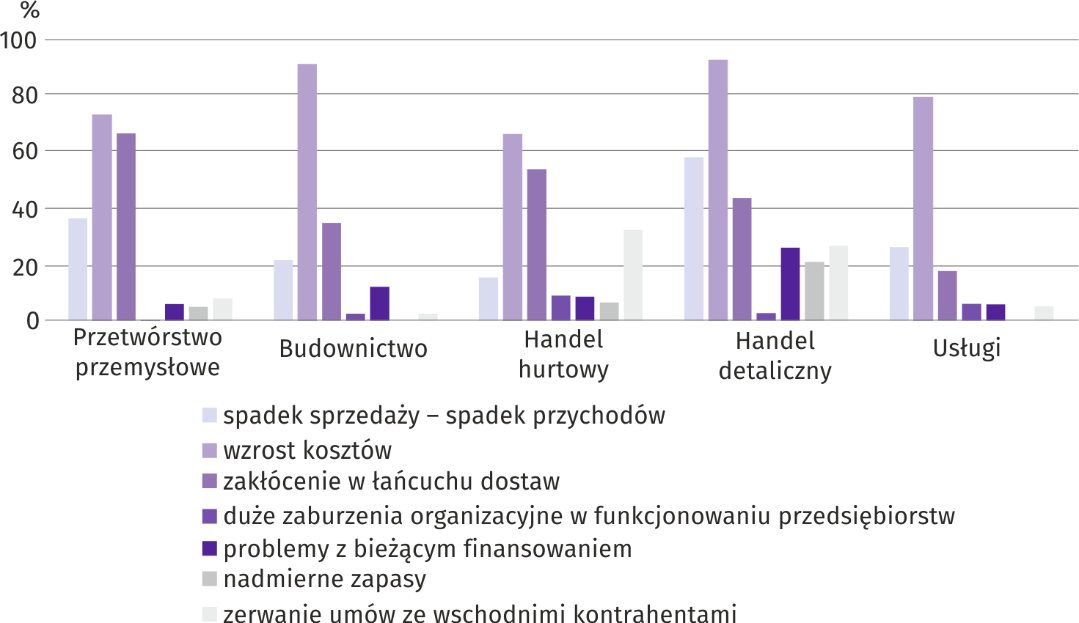 %
100
80
60
40
20
0
Przetwórstwo
przemysłowe
Budownictwo
Handel
hurtowy
Handel
detaliczny
Usługi
spadek sprzedaży – spadek przychodów
wzrost kosztów
zakłócenie w łańcuchu dostaw
duże zaburzenia organizacyjne w funkcjonowaniu przedsiębiorstw
problemy z bieżącym finansowaniem
nadmierne zapasy
zerwanie umów ze wschodnimi kontrahentami